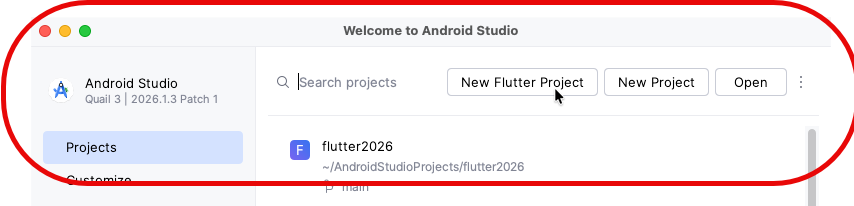 Welcome to Android Studio
Android Studio
Quail 3 | 2026.1.3 Patch 1
Search projects
New Flutter Project
New Project
Open
Projects
F
flutter2026
~/AndroidStudioProjects/flutter2026
main
Customize